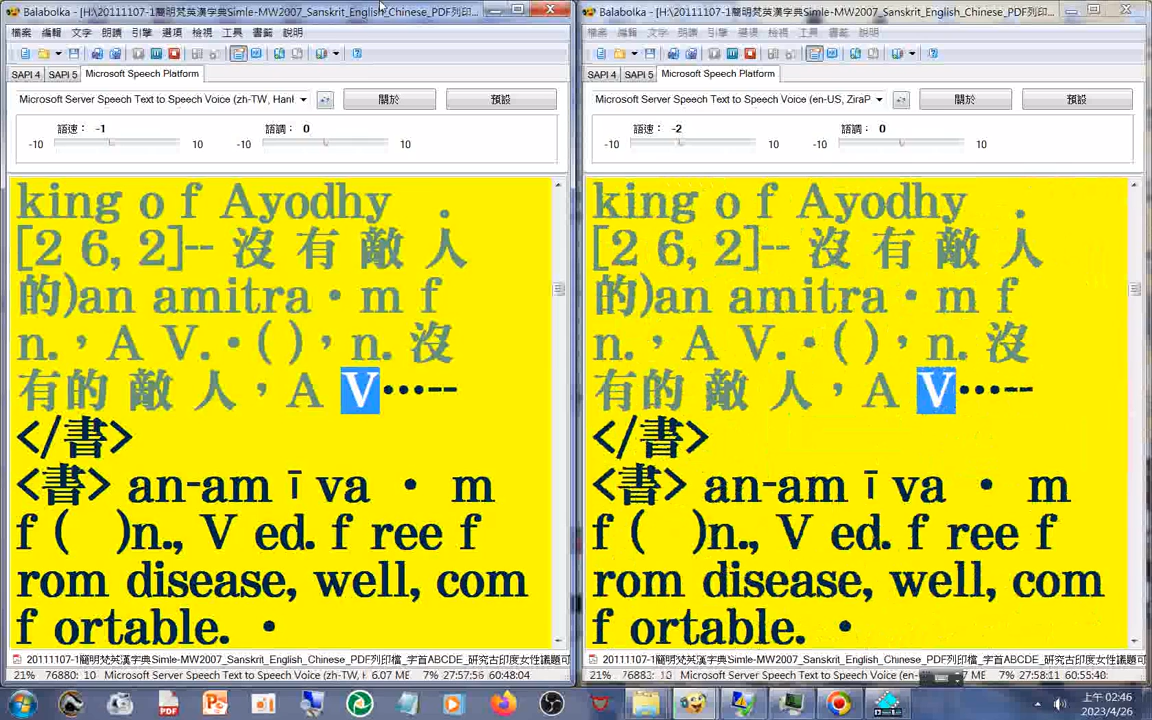 Balabolka - [H:\20111107-1簡明梵英漢字典Simle-MW2007_Sanskrit_English_Chinese_PDF列印...
檔案 編輯 文字 朗讀 引擎 選項 檢視 工具 書籤 說明
SAPI 4 SAPI 5 Microsoft Speech Platform
Microsoft Server Speech Text to Speech Voice (zh-TW, Hanl
關於 預設
語速： -1 語調： 0
-10 10 -10 10
king o f Ayodhy .
[2 6, 2]-- 沒 有 敵 人
的)an amitra・m f
n.，A V.・( )，n. 沒
有的 敵 人，A V・・・--
</書>
<書> an-am ī va ・ m
f ( )n., V ed. f ree f
rom disease, well, com
f ortable. ・
20111107-1簡明梵英漢字典Simle-MW2007_Sanskrit_English_Chinese_PDF列印檔_字首ABCDE_研究古印度女性議題可
21% 76880: 10 Microsoft Server Speech Text to Speech Voice (zh-TW, H 6.07 ME 7% 27:57:56 60:48:04
Balabolka - [H:\20111107-1簡明梵英漢字典Simle-MW2007_Sanskrit_English_Chinese_PDF列印...
檔案 編輯 文字 朗讀 引擎 選項 檢視 工具 書籤 說明
SAPI 4 SAPI 5 Microsoft Speech Platform
Microsoft Server Speech Text to Speech Voice (en-US, ZiraP
關於 預設
語速： -2 語調： 0
-10 10 -10 10
king o f Ayodhy .
[2 6, 2]-- 沒 有 敵 人
的)an amitra・m f
n.，A V.・( )，n. 沒
有的 敵 人，A V・・・--
</書>
<書> an-am ī va ・ m
f ( )n., V ed. f ree f
rom disease, well, com
f ortable. ・
20111107-1簡明梵英漢字典Simle-MW2007_Sanskrit_English_Chinese_PDF列印檔_字首ABCDE_研究古印度女性議題可
21% 76883: 10 Microsoft Server Speech Text to Speech Voice 7% 27:58:11 60:55:40
上午 02:46
2023/4/26